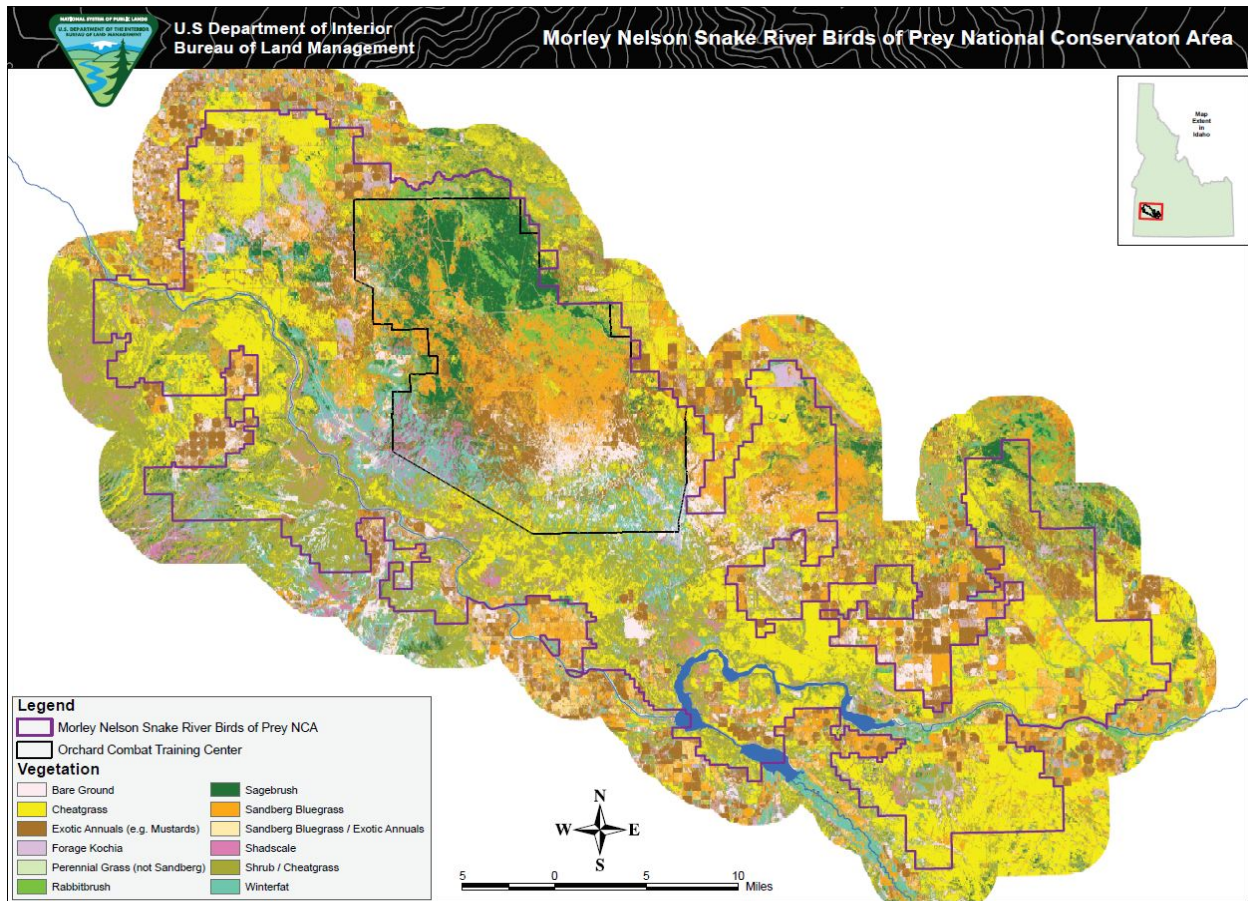 NATIONAL SYSTEM OF PUBLIC LANDS
U.S. DEPARTMENT OF THE INTERIOR
BUREAU OF LAND MANAGEMENT
U.S Department of Interior
Bureau of Land Management
Morley Nelson Snake River Birds of Prey National Conservaton Area
Map
Extent
in
Idaho
Legend
Morley Nelson Snake River Birds of Prey NCA
Orchard Combat Training Center
Vegetation
Bare Ground
Cheatgrass
Exotic Annuals (e.g. Mustards)
Forage Kochia
Perennial Grass (not Sandberg)
Rabbitbrush
Sagebrush
Sandberg Bluegrass
Sandberg Bluegrass / Exotic Annuals
Shadscale
Shrub / Cheatgrass
Winterfat
N
W E
S
5 0 5 10
Miles